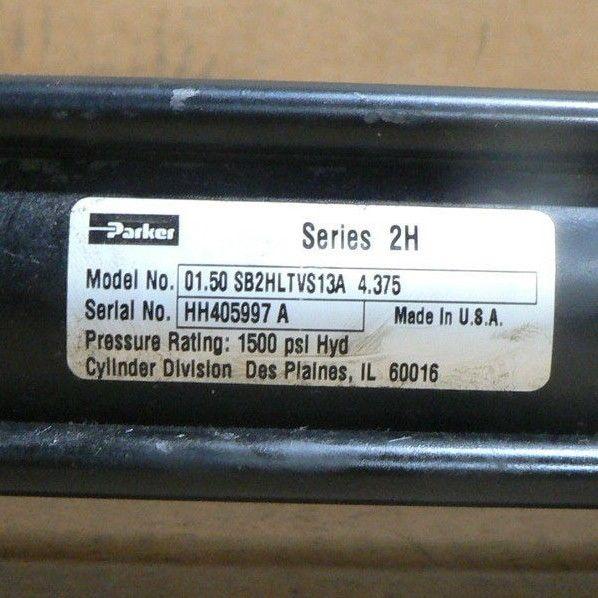 Parker Series 2H
Model No. 01.50 SB2HLTVS13A 4.375
Serial No. HH405997 A Made in U.S.A.
Pressure Rating: 1500 psi Hyd
Cylinder Division Des Plaines, IL 60016